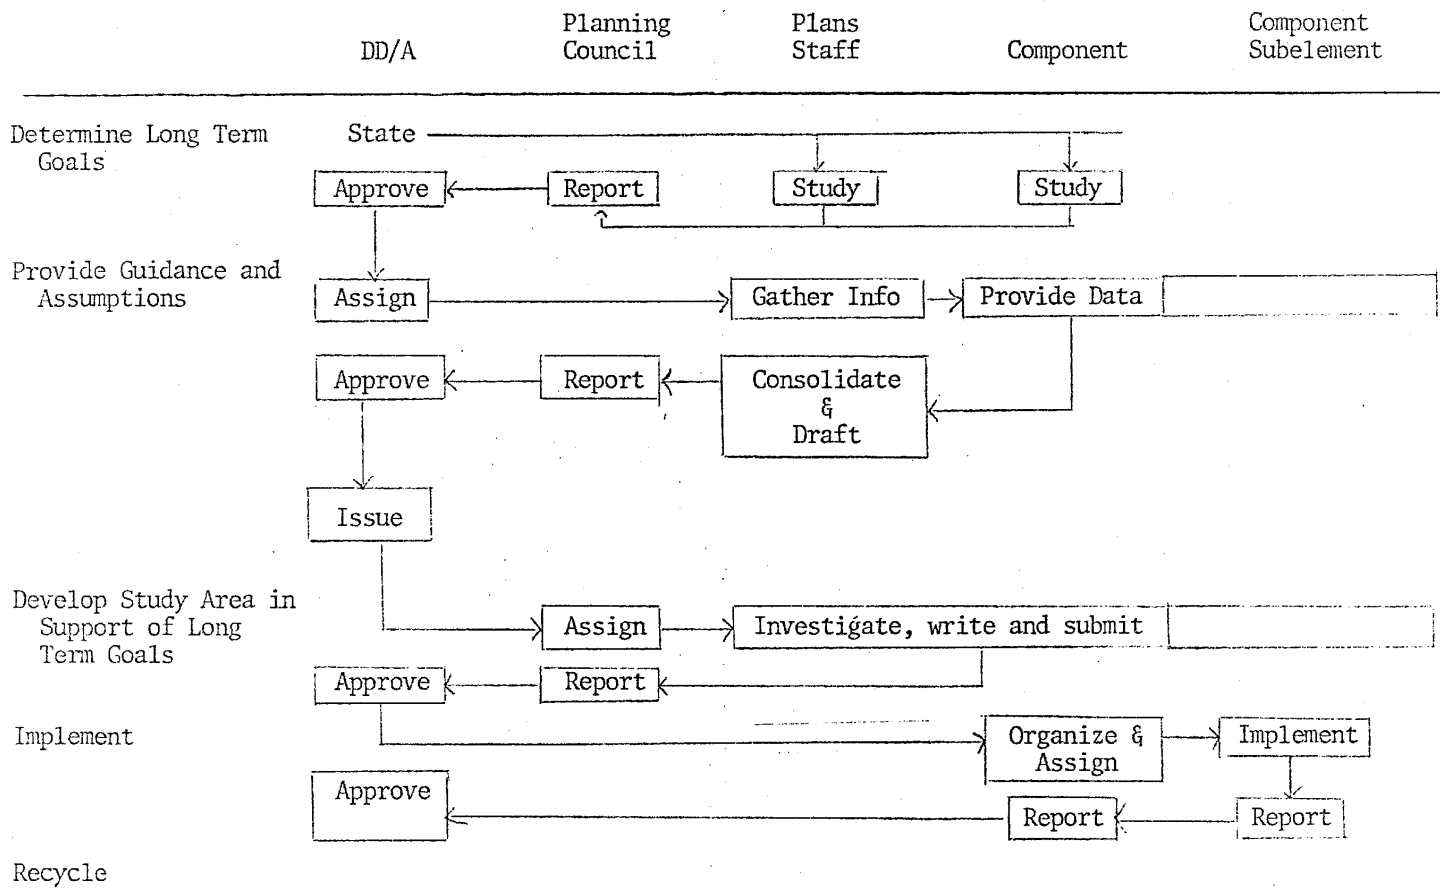 DD/A
Planning
Council
Plans
Staff
Component
Component
Subelement
Determine Long Term
Goals
State
Approve
Report
Study
Study
Provide Guidance and
Assumptions
Assign
Gather Info
Provide Data
Approve
Report
Consolidate
&
Draft
Issue
Develop Study Area in
Support of Long
Term Goals
Assign
Investigate, write and submit
Approve
Report
Implement
Organize &
Assign
Implement
Approve
Report
Report
Recycle